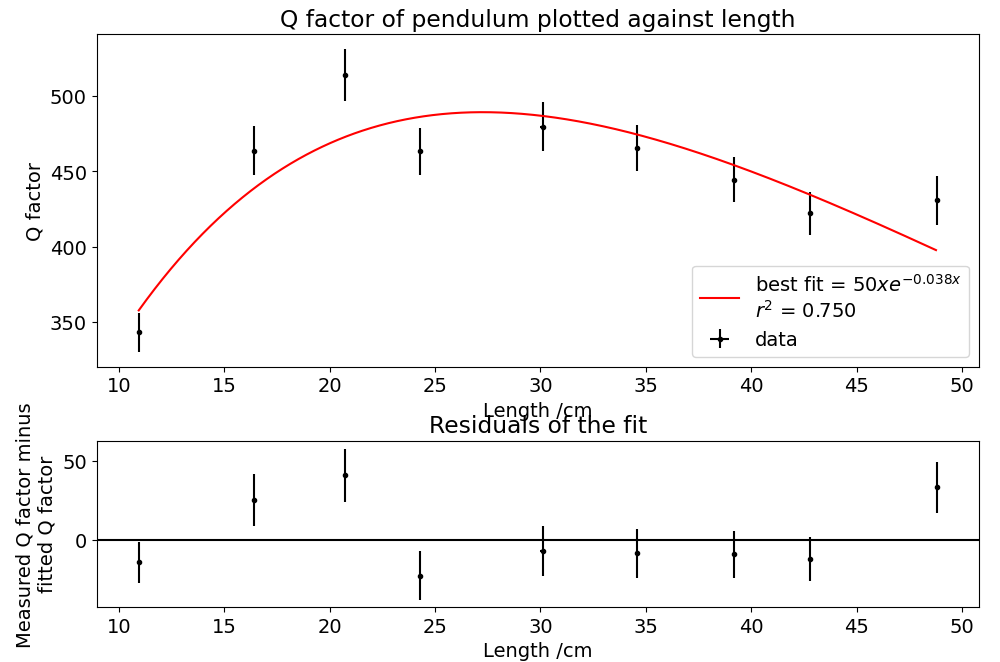 Q factor of pendulum plotted against length
Q factor
500
450
400
350
best fit = 50xe^{-0.038x}
r^2 = 0.750
data
10 15 20 25 30 35 40 45 50
Length /cm
Residuals of the fit
Measured Q factor minus
fitted Q factor
50
0
10 15 20 25 30 35 40 45 50
Length /cm